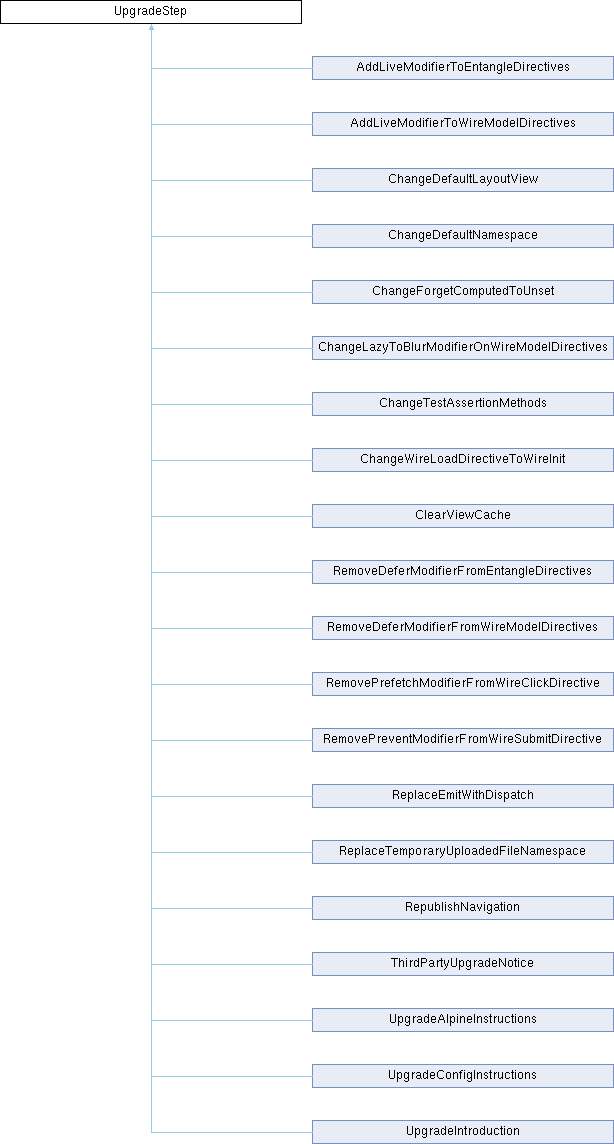 UpgradeStep
AddLiveModifierToEntangleDirectives
AddLiveModifierToWireModelDirectives
ChangeDefaultLayoutView
ChangeDefaultNamespace
ChangeForgetComputedToUnset
ChangeLazyToBlurModifierOnWireModelDirectives
ChangeTestAssertionMethods
ChangeWireLoadDirectiveToWireInit
ClearViewCache
RemoveDeferModifierFromEntangleDirectives
RemoveDeferModifierFromWireModelDirectives
RemovePrefetchModifierFromWireClickDirective
RemovePreventModifierFromWireSubmitDirective
ReplaceEmitWithDispatch
ReplaceTemporaryUploadedFileNamespace
RepublishNavigation
ThirdPartyUpgradeNotice
UpgradeAlpineInstructions
UpgradeConfigInstructions
UpgradeIntroduction